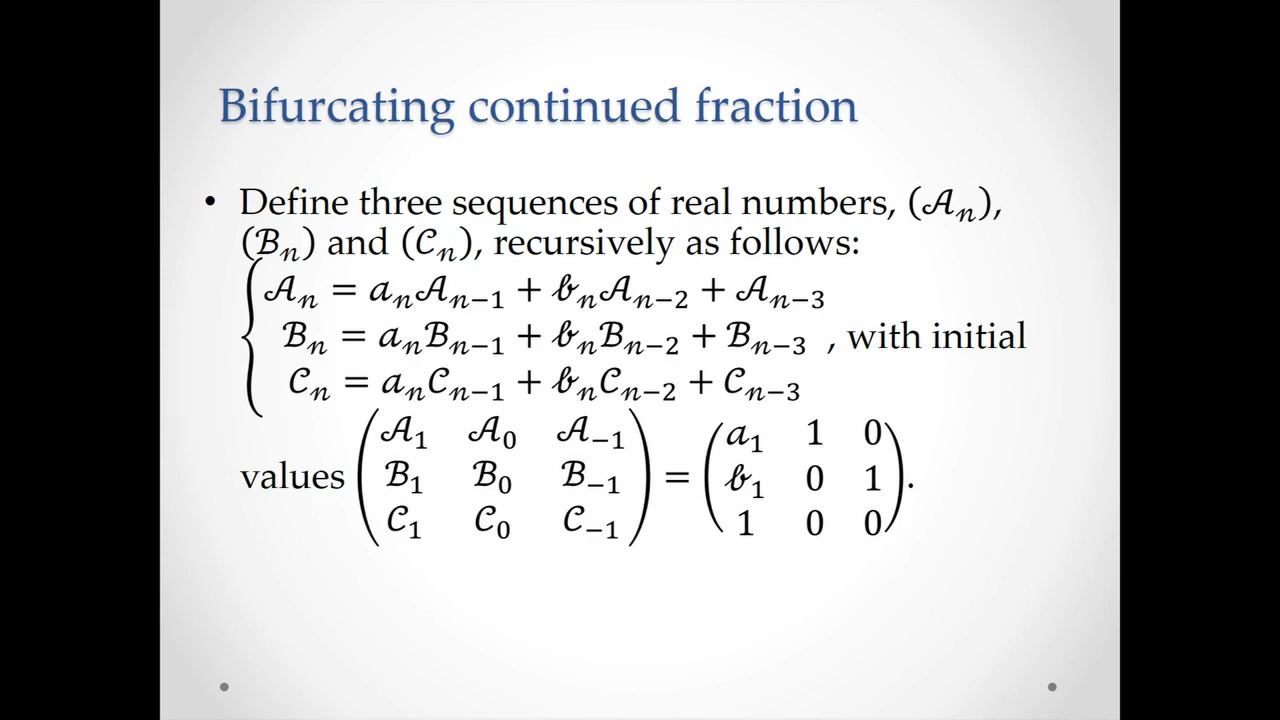 Bifurcating continued fraction
• Define three sequences of real numbers, (𝒜ₙ),
(ℬₙ) and (𝒞ₙ), recursively as follows:
𝒜ₙ = 𝑎ₙ𝒜ₙ₋₁ + 𝒷ₙ𝒜ₙ₋₂ + 𝒜ₙ₋₃
ℬₙ = 𝑎ₙℬₙ₋₁ + 𝒷ₙℬₙ₋₂ + ℬₙ₋₃ , with initial
𝒞ₙ = 𝑎ₙ𝒞ₙ₋₁ + 𝒷ₙ𝒞ₙ₋₂ + 𝒞ₙ₋₃
𝒜₁ 𝒜₀ 𝒜₋₁ 𝑎₁ 1 0
values ℬ₁ ℬ₀ ℬ₋₁ = 𝒷₁ 0 1 .
𝒞₁ 𝒞₀ 𝒞₋₁ 1 0 0